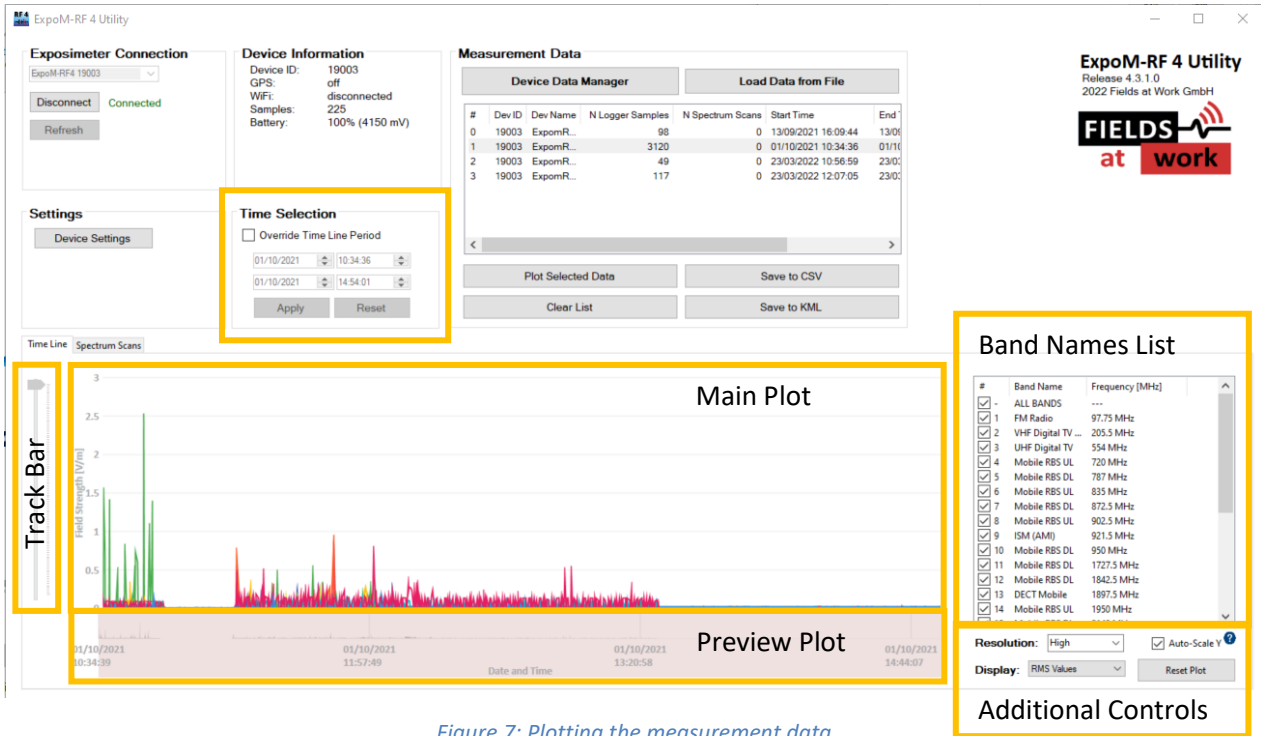 ExpoM-RF 4 Utility
Exposimeter Connection
ExpoM-RF4 19003
Disconnect Connected
Refresh
Device Information
Device ID: 19003
GPS: off
WiFi: disconnected
Samples: 225
Battery: 100% (4150 mV)
Measurement Data
Device Data Manager Load Data from File
# Dev ID Dev Name N Logger Samples N Spectrum Scans Start Time End
0 19003 ExpomR... 98 0 13/09/2021 16:09:44 13/09
1 19003 ExpomR... 3120 0 01/10/2021 10:34:36 01/10
2 19003 ExpomR... 49 0 23/03/2022 10:56:59 23/03
3 19003 ExpomR... 117 0 23/03/2022 12:07:05 23/03
Plot Selected Data Save to CSV
Clear List Save to KML
ExpoM-RF 4 Utility
Release 4.3.1.0
2022 Fields at Work GmbH
FIELDS
at work
Settings
Device Settings
Time Selection
Override Time Line Period
01/10/2021 10:34:36
01/10/2021 14:54:01
Apply Reset
Time Line Spectrum Scans
Track Bar
Main Plot
Field Strength [V/m]
3
2.5
2
1.5
1
0.5
0
Preview Plot
01/10/2021 01/10/2021 01/10/2021 01/10/2021
10:34:39 11:57:49 13:20:58 14:44:07
Date and Time
Band Names List
# Band Name Frequency [MHz]
- ALL BANDS ---
1 FM Radio 97.75 MHz
2 VHF Digital TV ... 205.5 MHz
3 UHF Digital TV 554 MHz
4 Mobile RBS UL 720 MHz
5 Mobile RBS DL 787 MHz
6 Mobile RBS UL 835 MHz
7 Mobile RBS DL 872.5 MHz
8 Mobile RBS UL 902.5 MHz
9 ISM (AMI) 921.5 MHz
10 Mobile RBS DL 950 MHz
11 Mobile RBS DL 1727.5 MHz
12 Mobile RBS DL 1842.5 MHz
13 DECT Mobile 1897.5 MHz
14 Mobile RBS UL 1950 MHz
Resolution: High Auto-Scale Y ?
Display: RMS Values Reset Plot
Additional Controls
Figure 7: Plotting the measurement data